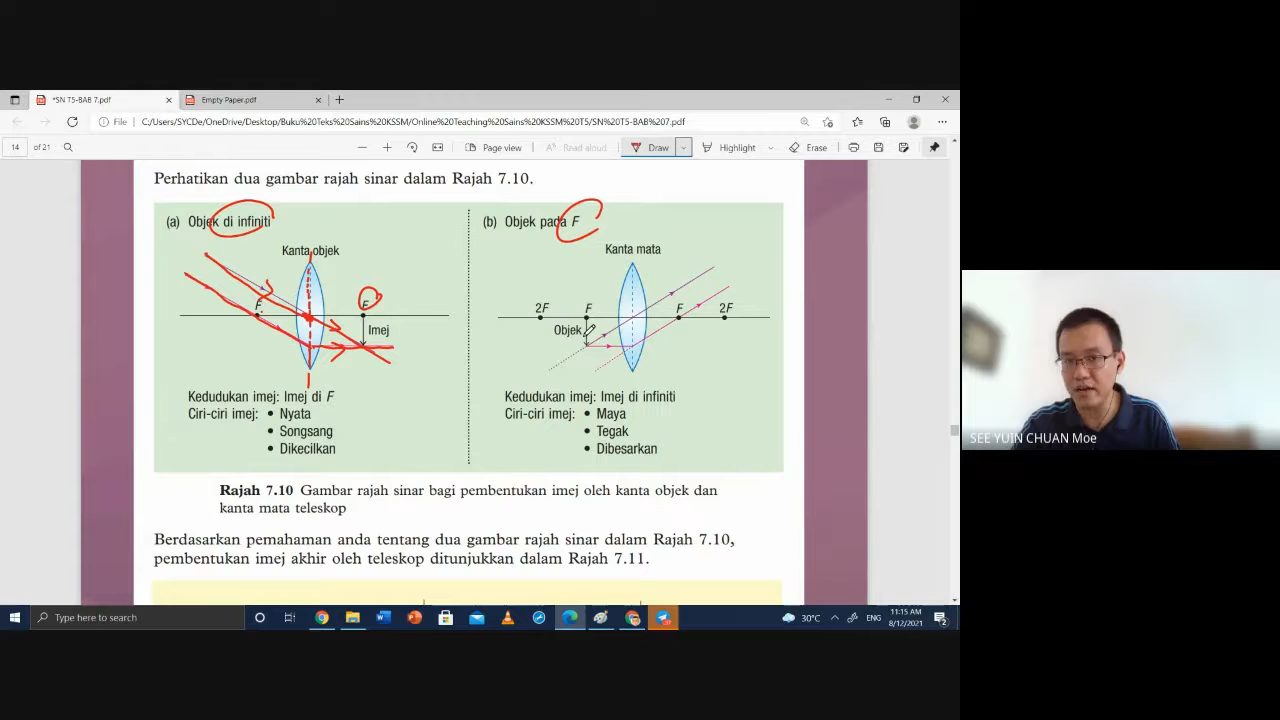 *SN T5-BAB 7.pdf
Empty Paper.pdf
File
C:/Users/SYCDe/OneDrive/Desktop/Buku%20Teks%20Sains%20KSSM/Online%20Teaching%20Sains%20KSSM%20T5/SN%20T5-BAB%207.pdf
14 of 21
Page view
Read aloud
Draw
Highlight
Erase
Perhatikan dua gambar rajah sinar dalam Rajah 7.10.
(a) Objek di infiniti
Kanta objek
F
F
Imej
Kedudukan imej: Imej di F
Ciri-ciri imej: • Nyata
• Songsang
• Dikecilkan
(b) Objek pada F
Kanta mata
2F F F 2F
Objek
Kedudukan imej: Imej di infiniti
Ciri-ciri imej: • Maya
• Tegak
• Dibesarkan
Rajah 7.10 Gambar rajah sinar bagi pembentukan imej oleh kanta objek dan
kanta mata teleskop
Berdasarkan pemahaman anda tentang dua gambar rajah sinar dalam Rajah 7.10,
pembentukan imej akhir oleh teleskop ditunjukkan dalam Rajah 7.11.
SEE YUIN CHUAN Moe
Type here to search
30°C
ENG
11:15 AM
8/12/2021
2